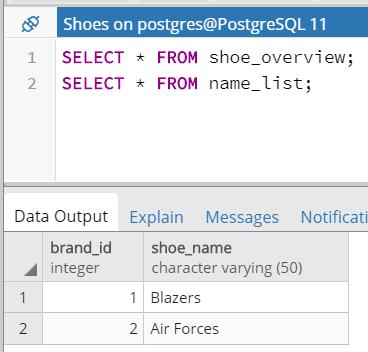 Shoes on postgres@PostgreSQL 11
1 SELECT * FROM shoe_overview;
2 SELECT * FROM name_list;
Data Output Explain Messages Notificati
brand_id shoe_name
integer character varying (50)
1 1 Blazers
2 2 Air Forces